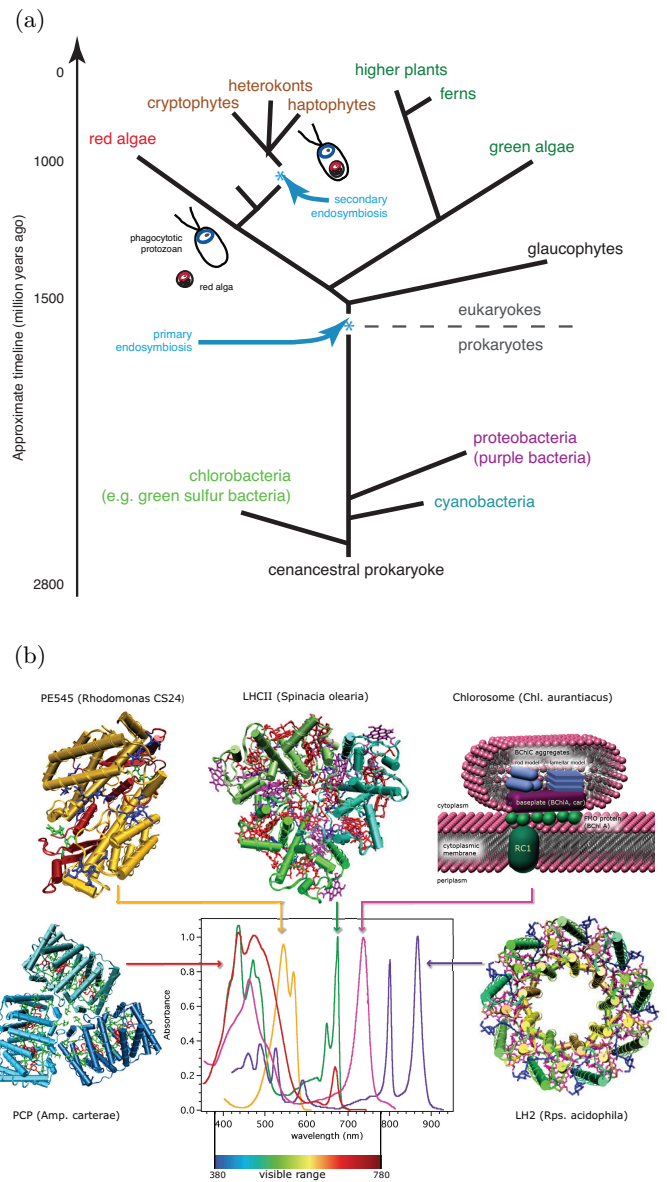 (a)
0
1000
1500
2800
Approximate timeline (million years ago)
higher plants
ferns
heterokonts
cryptophytes
haptophytes
red algae
green algae
secondary
endosymbiosis
phagocytotic
protozoan
red alga
glaucophytes
eukaryokes
prokaryotes
primary
endosymbiosis
proteobacteria
(purple bacteria)
chlorobacteria
(e.g. green sulfur bacteria)
cyanobacteria
cenancestral prokaryoke
(b)
PE545 (Rhodomonas CS24)
LHCII (Spinacia olearia)
Chlorosome (Chl. aurantiacus)
BChlC aggregates
rod model
lamellar model
baseplate (BChlA, car)
cytoplasm
FMO protein
(BChl A)
cytoplasmic
membrane
RC1
periplasm
1.0
0.8
0.6
0.4
0.2
0.0
Absorbance
400
500
600
700
800
900
wavelength (nm)
PCP (Amp. carterae)
LH2 (Rps. acidophila)
380
visible range
780